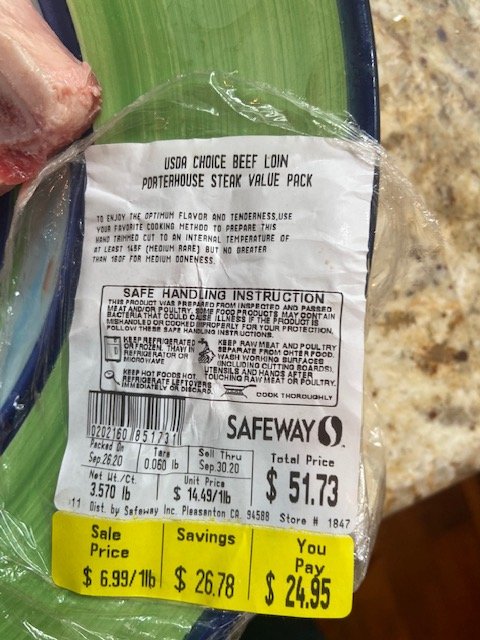 USDA CHOICE BEEF LOIN
PORTERHOUSE STEAK VALUE PACK
TO ENJOY THE OPTIMUM FLAVOR AND TENDERNESS,USE
YOUR FAVORITE COOKING METHOD TO PREPARE THIS
HAND TRIMMED CUT TO AN INTERNAL TEMPERATURE OF
AT LEAST 145F (MEDIUM RARE) BUT NO GREATER
THAN 160F FOR MEDIUM DONENESS.
SAFE HANDLING INSTRUCTION
THIS PRODUCT WAS PREPARED FROM INSPECTED AND PASSED
MEAT AND/OR POULTRY. SOME FOOD PRODUCTS MAY CONTAIN
BACTERIA THAT COULD CAUSE ILLNESS IF THE PRODUCT IS
MISHANDLED OR COOKED IMPROPERLY FOR YOUR PROTECTION,
FOLLOW THESE SAFE HANDLING INSTRUCTIONS.
KEEP REFRIGERATED
OR FROZEN. THAW IN
REFRIGERATOR OR
MICROWAVE
KEEP RAW MEAT AND POULTRY
SEPARATE FROM OHTER FOOD.
WASH WORKING SURFACES
(INCLUDING CUTTING BOARDS),
UTENSILS AND HANDS AFTER
TOUCHING RAW MEAT OR POULTRY.
KEEP HOT FOODS HOT.
REFRIGERATE LEFTOVERS
IMMEDIATELY OR DISCARD.
COOK THOROUGHLY
0202160 851731
SAFEWAY
Packed On
Sep.26.20
Tare
0.060 lb
Sell Thru
Sep.30.20
Total Price
$ 51.73
Net Wt./Ct.
3.570 lb
Unit Price
$ 14.49/1lb
11 Dist. by Safeway Inc. Pleasanton CA. 94588 Store # 1847
Sale
Price
$ 6.99/1lb
Savings
$ 26.78
You
Pay
$ 24.95